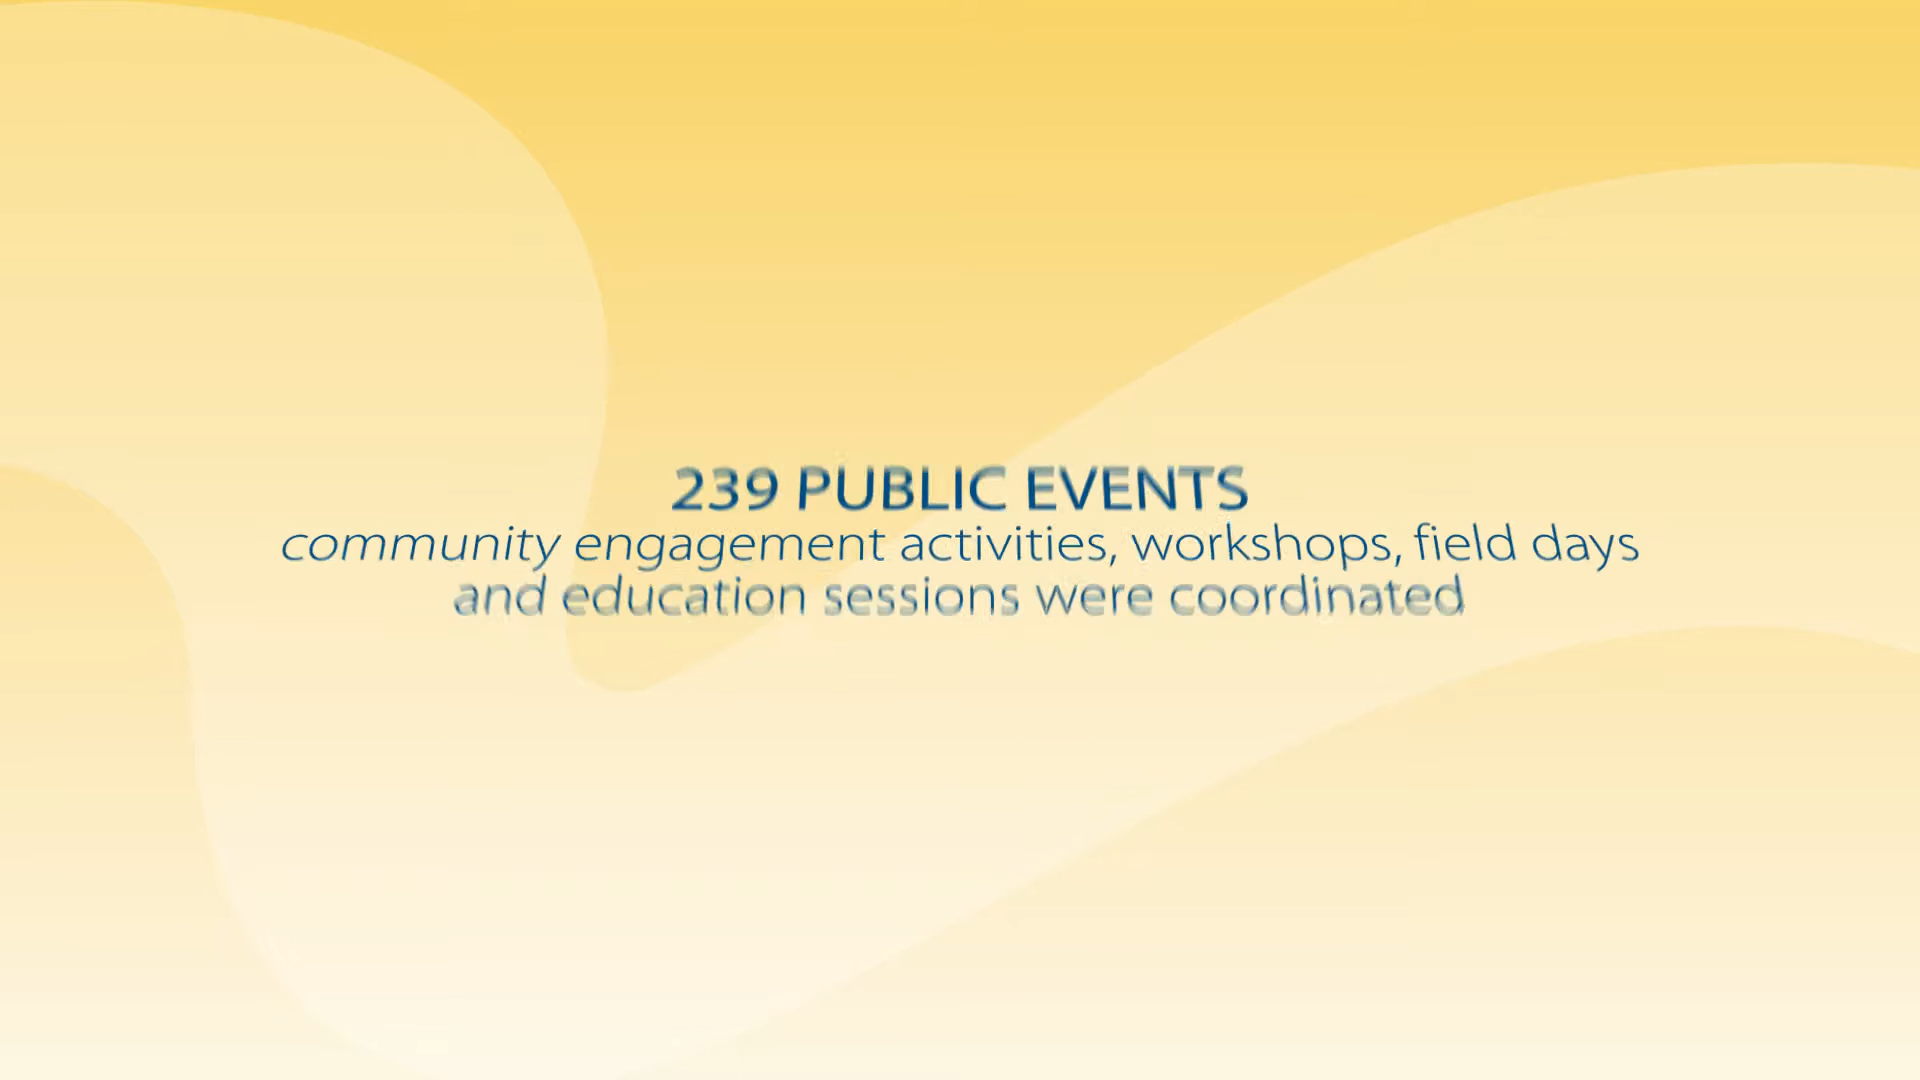 239 PUBLIC EVENTS
community engagement activities, workshops, field days
and education sessions were coordinated